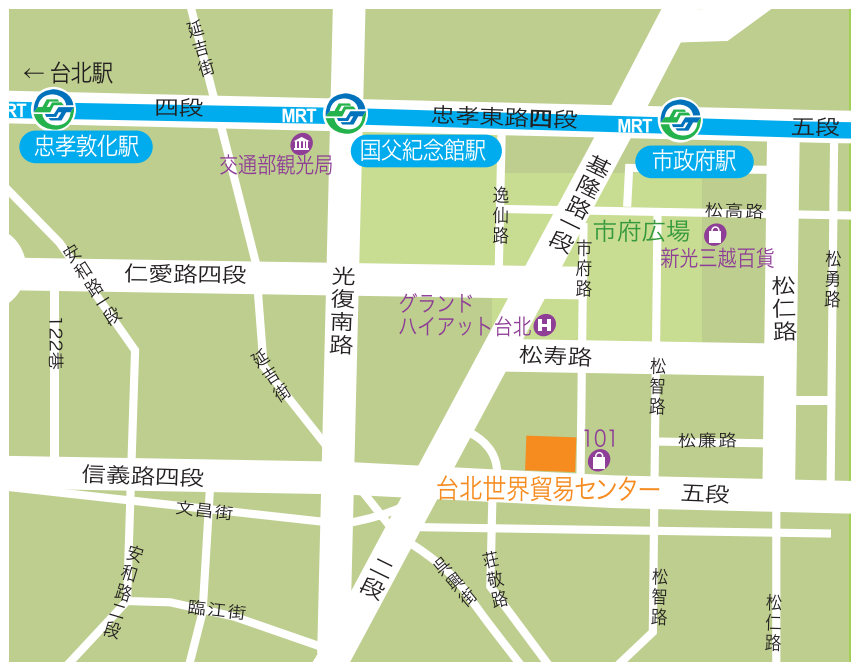 延吉街
← 台北駅
MRT
四段
MRT
忠孝東路四段
MRT
五段
忠孝敦化駅
国父紀念館駅
市政府駅
交通部観光局
基隆路一段
逸仙路
松高路
市府広場
新光三越百貨
市府路
松勇路
安和路一段
仁愛路四段
光復南路
松仁路
グランド
ハイアット台北
H
122巷
延吉街
松寿路
松智路
101
松廉路
信義路四段
台北世界貿易センター
五段
文昌街
安和路二段
臨江街
二段
呉興街
荘敬路
松智路
松仁路